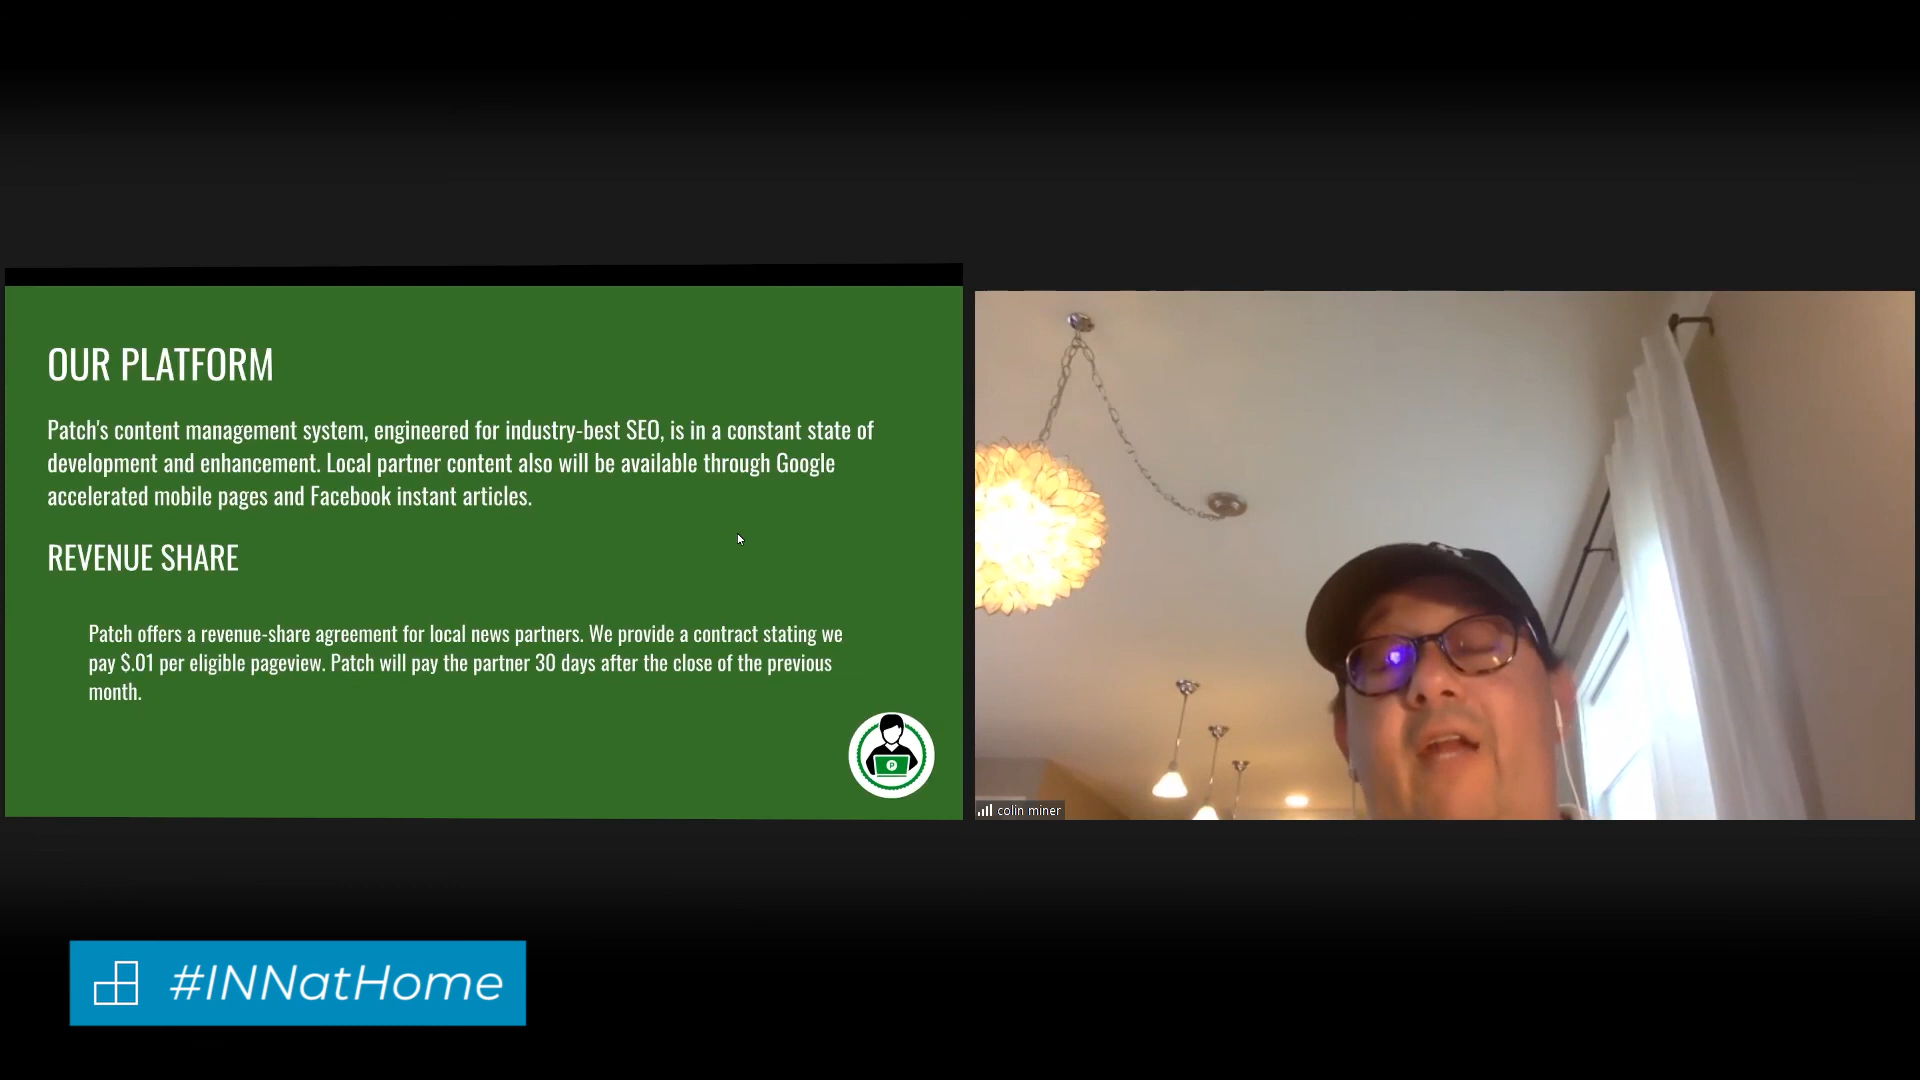 OUR PLATFORM
Patch's content management system, engineered for industry-best SEO, is in a constant state of
development and enhancement. Local partner content also will be available through Google
accelerated mobile pages and Facebook instant articles.
REVENUE SHARE
Patch offers a revenue-share agreement for local news partners. We provide a contract stating we
pay $.01 per eligible pageview. Patch will pay the partner 30 days after the close of the previous
month.
P
colin miner
#INNatHome